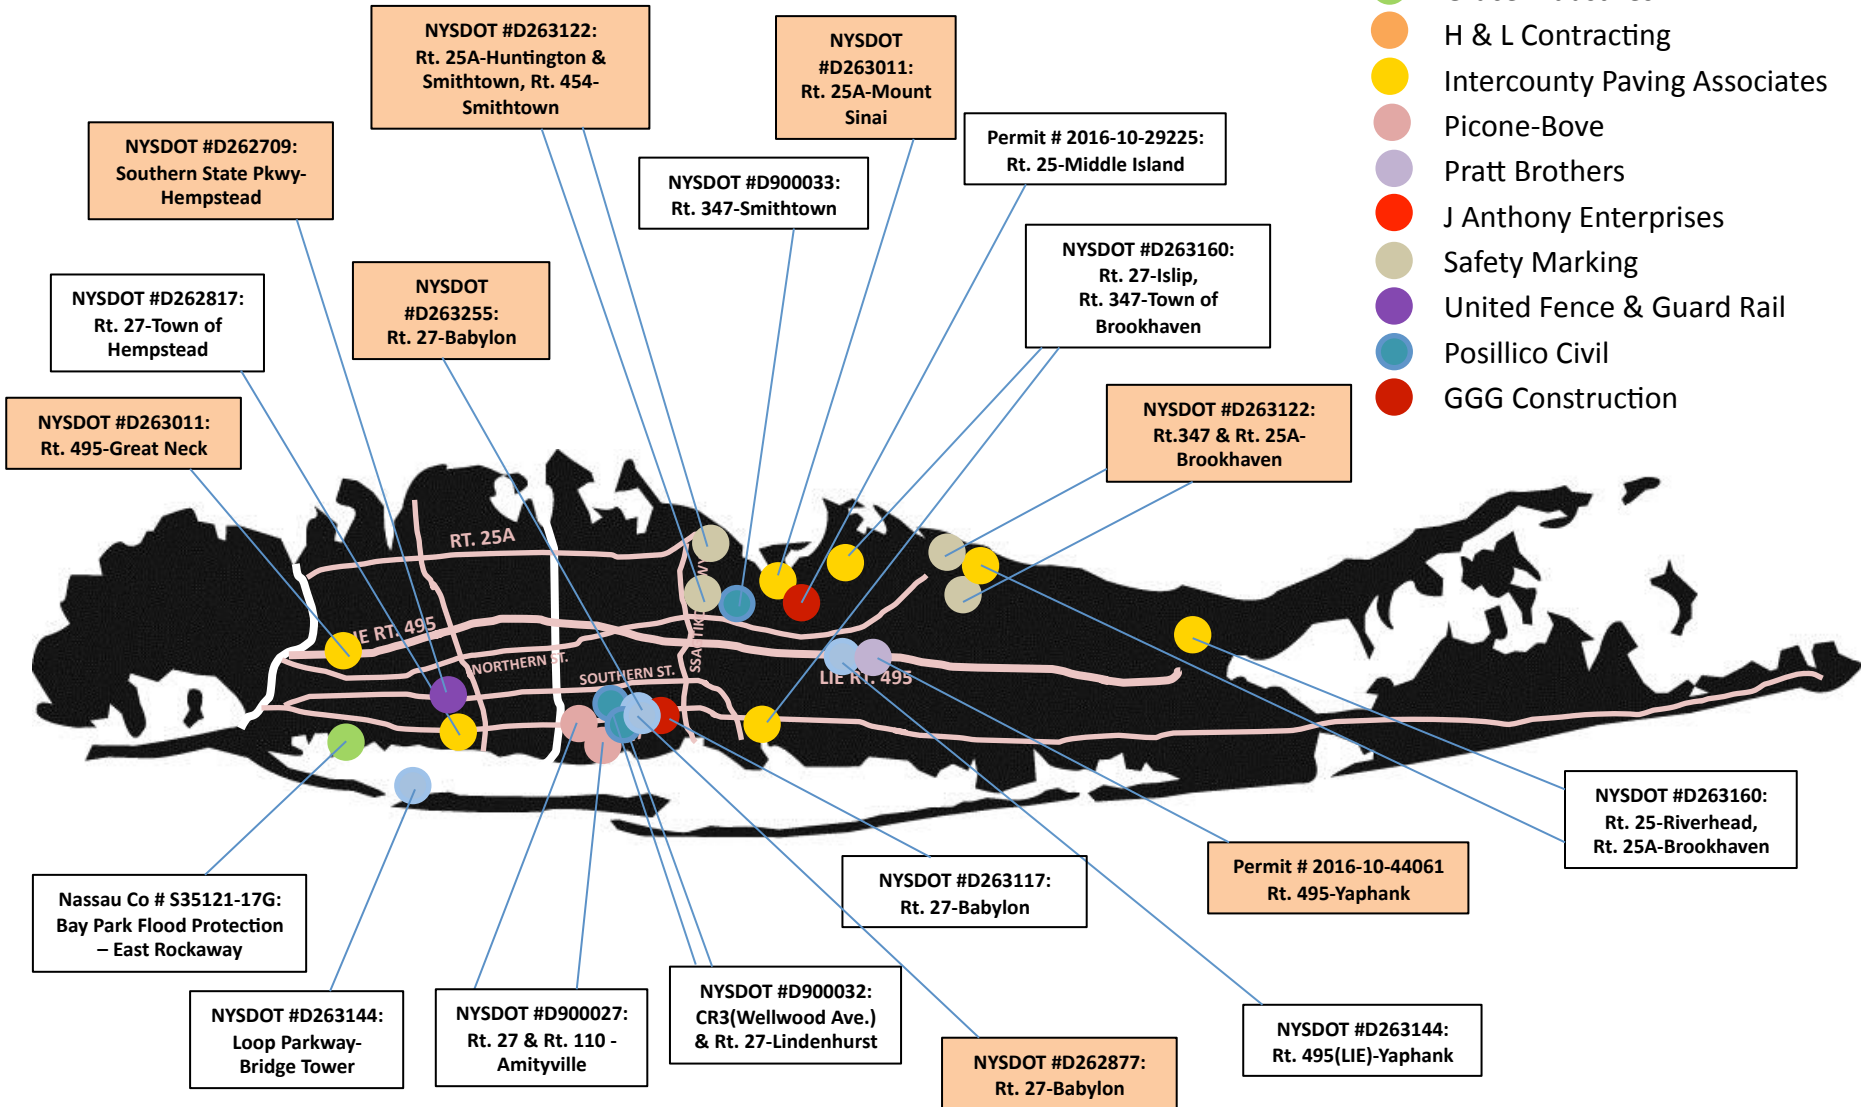 H & L Contracting
Intercounty Paving Associates
Picone-Bove
Pratt Brothers
J Anthony Enterprises
Safety Marking
United Fence & Guard Rail
Posillico Civil
GGG Construction
NYSDOT #D263122:
Rt. 25A-Huntington &
Smithtown, Rt. 454-
Smithtown
NYSDOT
#D263011:
Rt. 25A-Mount
Sinai
Permit # 2016-10-29225:
Rt. 25-Middle Island
NYSDOT #D262709:
Southern State Pkwy-
Hempstead
NYSDOT #D900033:
Rt. 347-Smithtown
NYSDOT #D263160:
Rt. 27-Islip,
Rt. 347-Town of
Brookhaven
NYSDOT #D262817:
Rt. 27-Town of
Hempstead
NYSDOT
#D263255:
Rt. 27-Babylon
NYSDOT #D263122:
Rt.347 & Rt. 25A-
Brookhaven
NYSDOT #D263011:
Rt. 495-Great Neck
RT. 25A
RT. 495
NORTHERN ST.
SOUTHERN ST.
LIE RT. 495
NYSDOT #D263160:
Rt. 25-Riverhead,
Rt. 25A-Brookhaven
Permit # 2016-10-44061
Rt. 495-Yaphank
NYSDOT #D263117:
Rt. 27-Babylon
Nassau Co # S35121-17G:
Bay Park Flood Protection
– East Rockaway
NYSDOT #D263144:
Loop Parkway-
Bridge Tower
NYSDOT #D900027:
Rt. 27 & Rt. 110 -
Amityville
NYSDOT #D900032:
CR3(Wellwood Ave.)
& Rt. 27-Lindenhurst
NYSDOT #D262877:
Rt. 27-Babylon
NYSDOT #D263144:
Rt. 495(LIE)-Yaphank